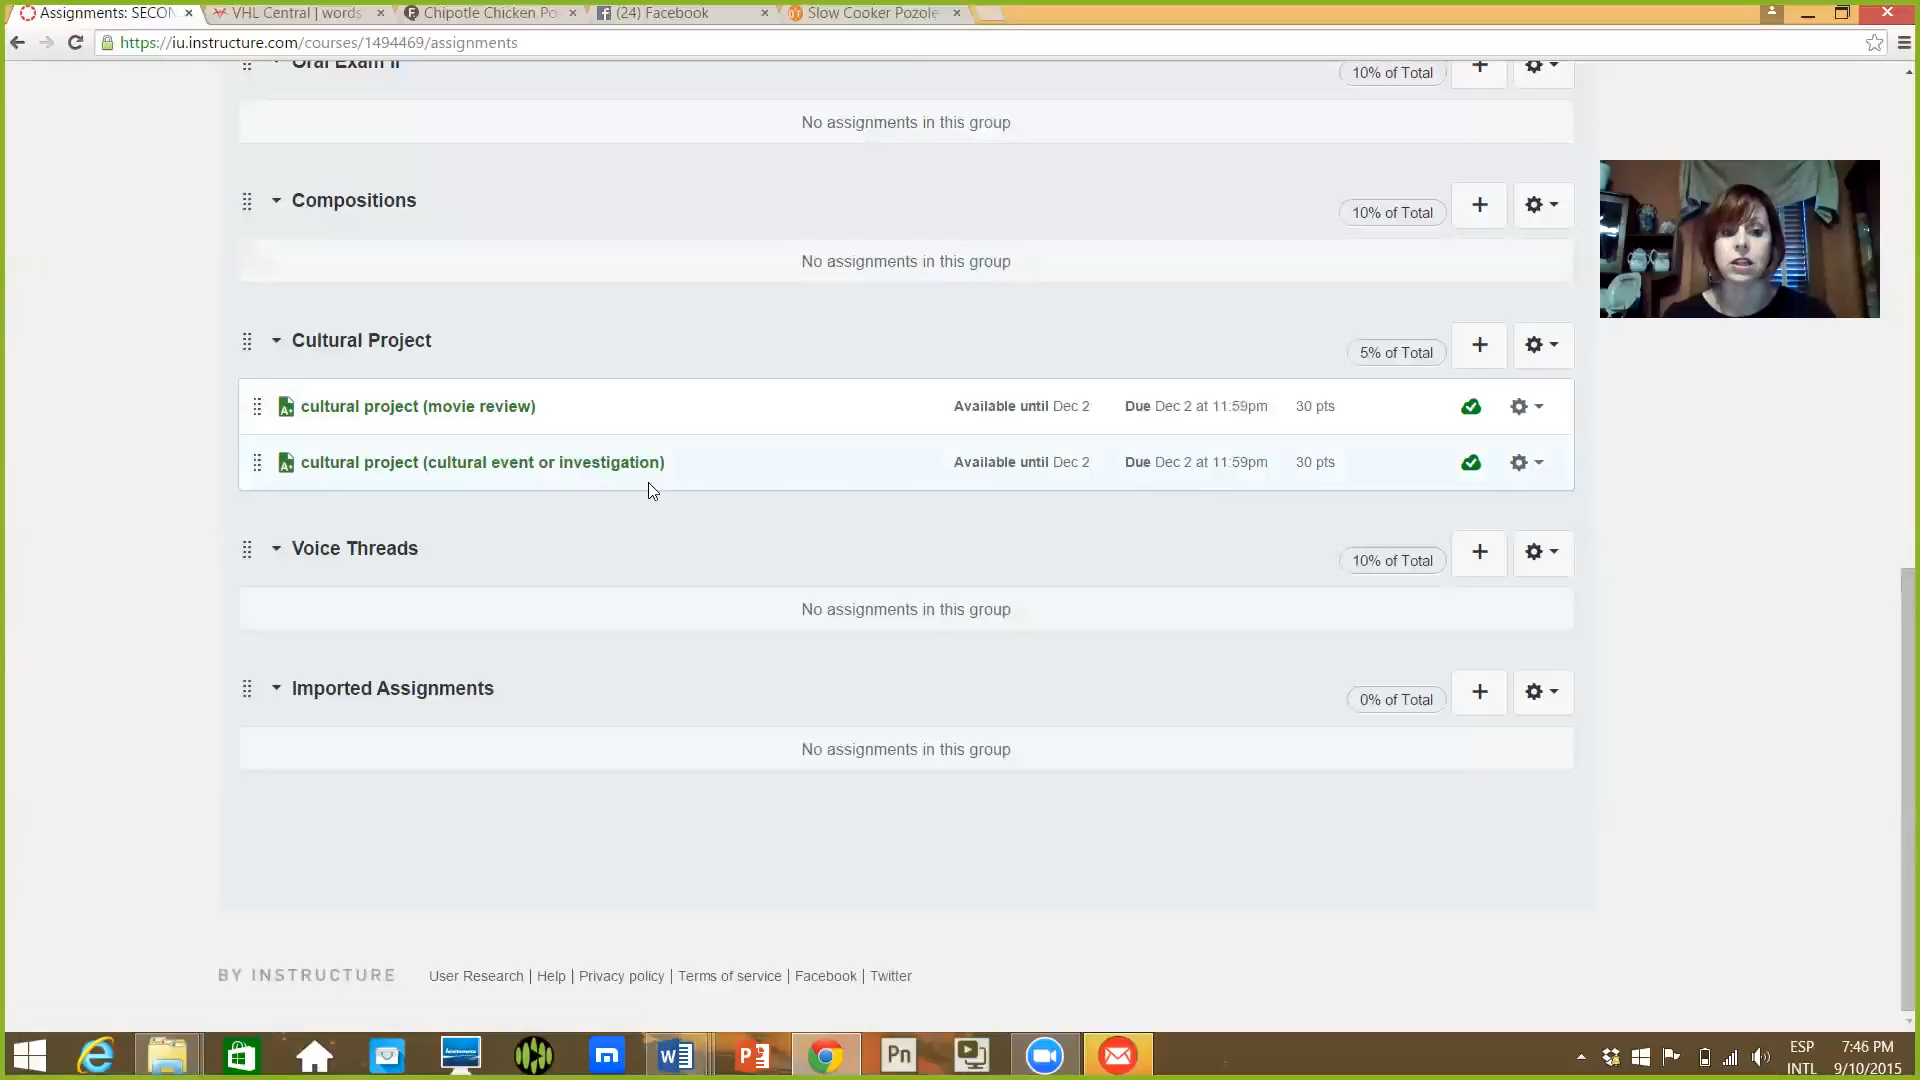 Assignments: SECON
VHL Central | words
Chipotle Chicken Po
(24) Facebook
Slow Cooker Pozole
https://iu.instructure.com/courses/1494469/assignments
Oral Exam II
10% of Total
No assignments in this group
Compositions
10% of Total
No assignments in this group
Cultural Project
5% of Total
cultural project (movie review)
Available until Dec 2
Due Dec 2 at 11:59pm
30 pts
cultural project (cultural event or investigation)
Available until Dec 2
Due Dec 2 at 11:59pm
30 pts
Voice Threads
10% of Total
No assignments in this group
Imported Assignments
0% of Total
No assignments in this group
BY INSTRUCTURE
User Research | Help | Privacy policy | Terms of service | Facebook | Twitter
Pn
ESP
INTL
7:46 PM
9/10/2015